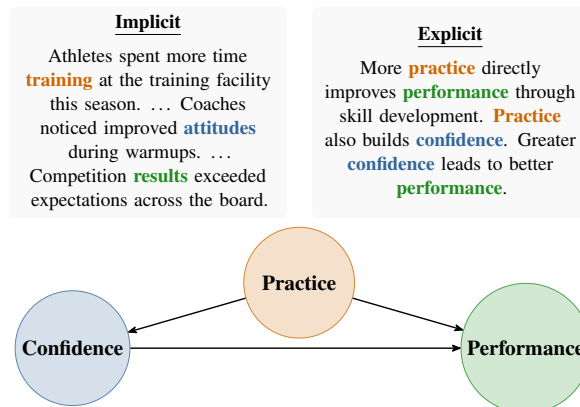 Implicit
Athletes spent more time
training at the training facility
this season. … Coaches
noticed improved attitudes
during warmups. …
Competition results exceeded
expectations across the board.
Explicit
More practice directly
improves performance through
skill development. Practice
also builds confidence. Greater
confidence leads to better
performance.
Practice
Confidence
Performance